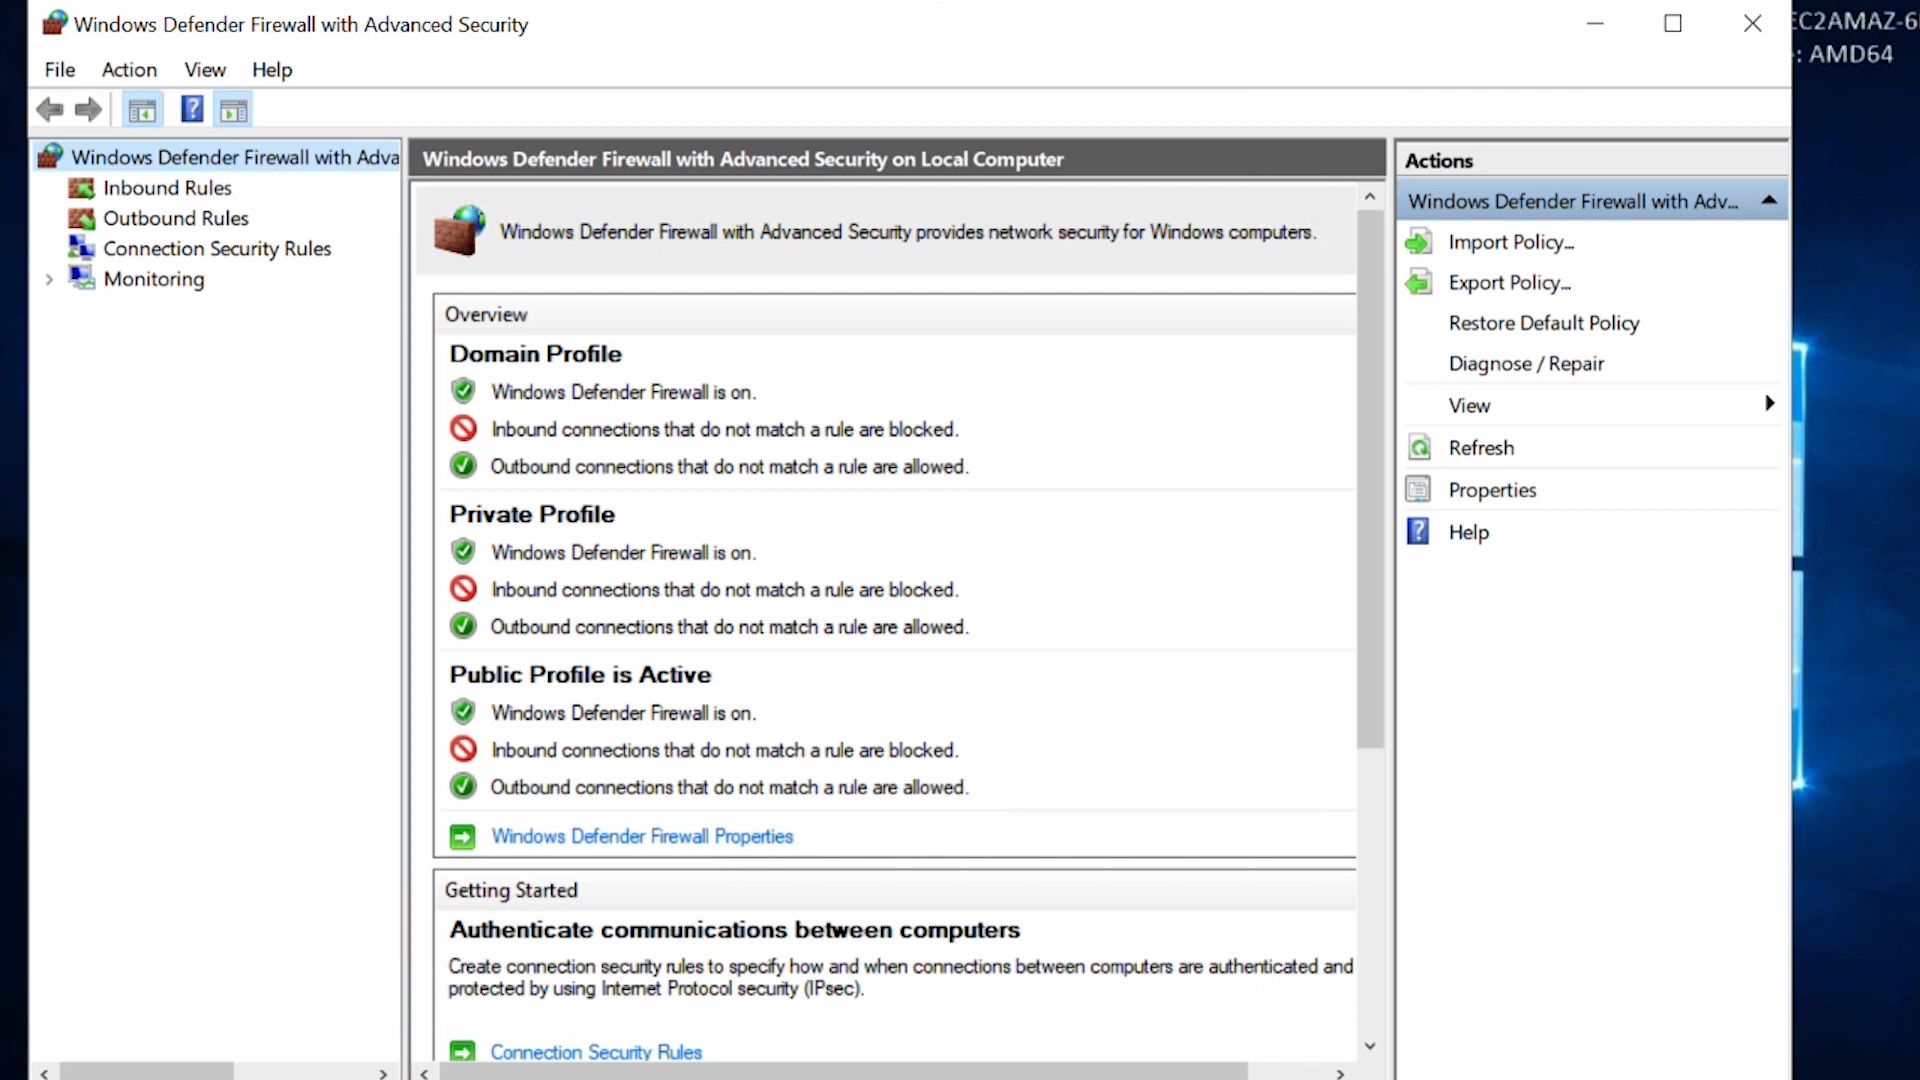 Windows Defender Firewall with Advanced Security
EC2AMAZ-6
: AMD64
File Action View Help
Windows Defender Firewall with Adva
Inbound Rules
Outbound Rules
Connection Security Rules
Monitoring
Windows Defender Firewall with Advanced Security on Local Computer
Windows Defender Firewall with Advanced Security provides network security for Windows computers.
Overview
Domain Profile
Windows Defender Firewall is on.
Inbound connections that do not match a rule are blocked.
Outbound connections that do not match a rule are allowed.
Private Profile
Windows Defender Firewall is on.
Inbound connections that do not match a rule are blocked.
Outbound connections that do not match a rule are allowed.
Public Profile is Active
Windows Defender Firewall is on.
Inbound connections that do not match a rule are blocked.
Outbound connections that do not match a rule are allowed.
Windows Defender Firewall Properties
Getting Started
Authenticate communications between computers
Create connection security rules to specify how and when connections between computers are authenticated and
protected by using Internet Protocol security (IPsec).
Connection Security Rules
Actions
Windows Defender Firewall with Adv...
Import Policy...
Export Policy...
Restore Default Policy
Diagnose / Repair
View
Refresh
Properties
Help